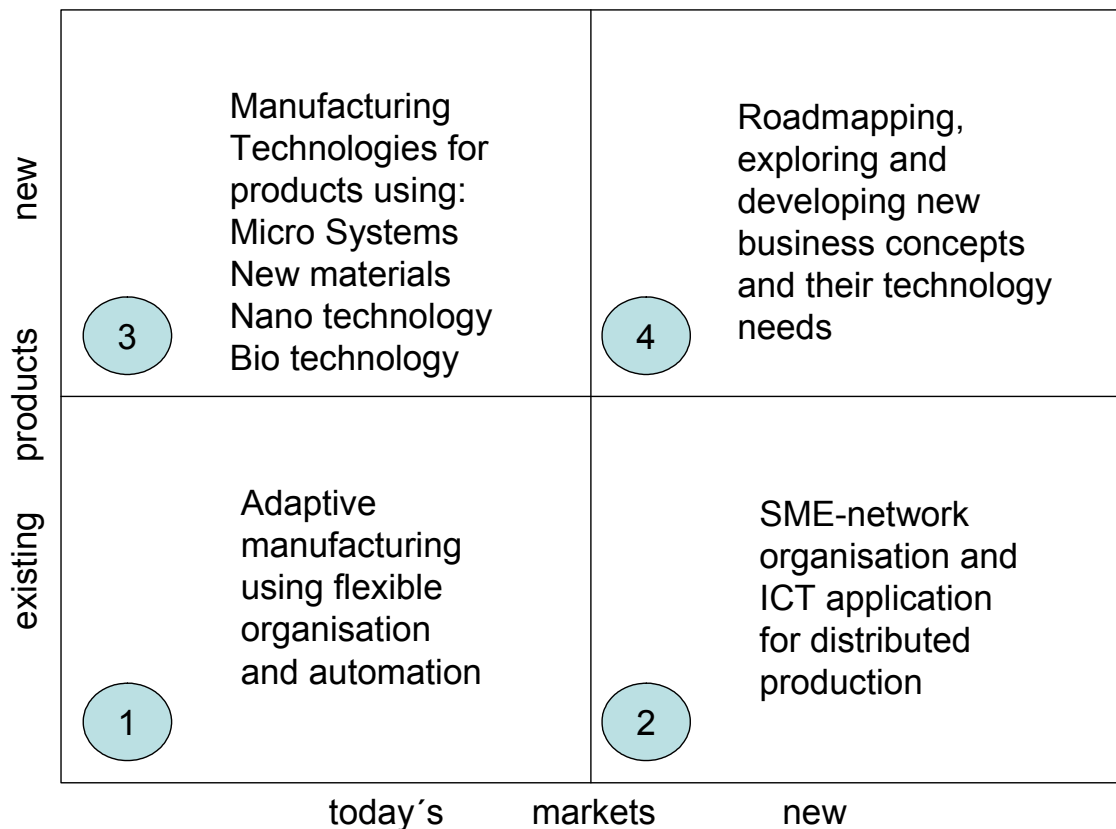 new
products
existing
Manufacturing
Technologies for
products using:
Micro Systems
New materials
Nano technology
Bio technology
3
Roadmapping,
exploring and
developing new
business concepts
and their technology
needs
4
Adaptive
manufacturing
using flexible
organisation
and automation
1
SME-network
organisation and
ICT application
for distributed
production
2
today´s markets new